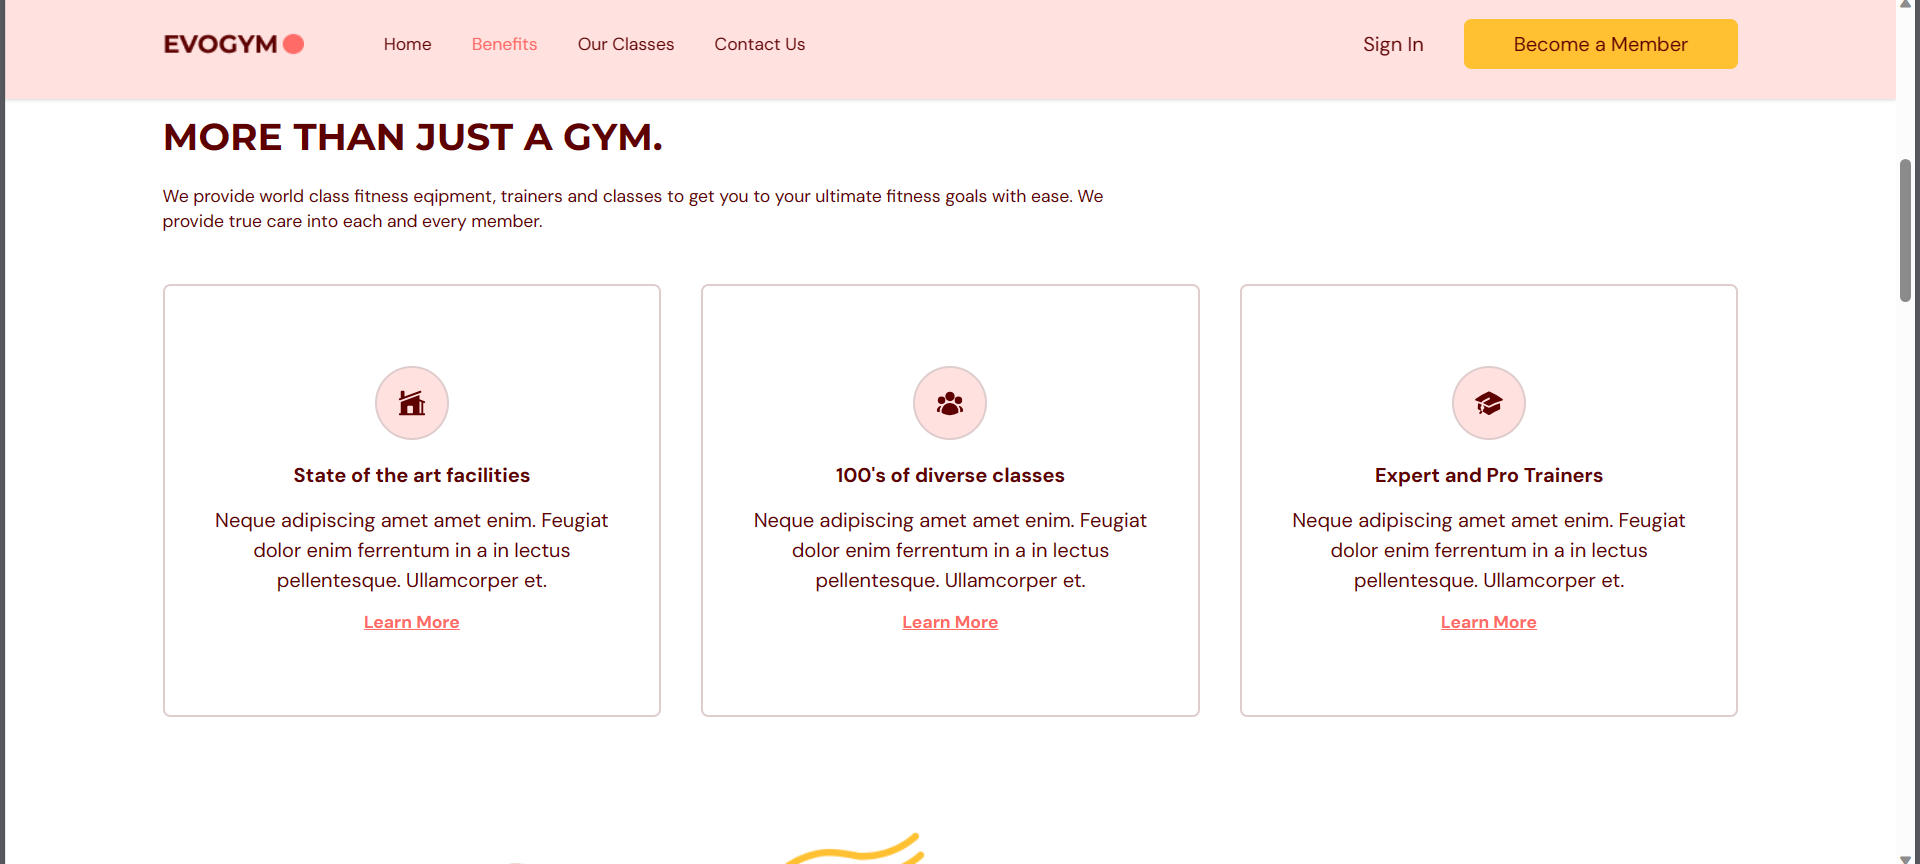 EVOGYM
Home Benefits Our Classes Contact Us Sign In Become a Member
MORE THAN JUST A GYM.
We provide world class fitness eqipment, trainers and classes to get you to your ultimate fitness goals with ease. We
provide true care into each and every member.
State of the art facilities
Neque adipiscing amet amet enim. Feugiat
dolor enim ferrentum in a in lectus
pellentesque. Ullamcorper et.
Learn More
100's of diverse classes
Neque adipiscing amet amet enim. Feugiat
dolor enim ferrentum in a in lectus
pellentesque. Ullamcorper et.
Learn More
Expert and Pro Trainers
Neque adipiscing amet amet enim. Feugiat
dolor enim ferrentum in a in lectus
pellentesque. Ullamcorper et.
Learn More